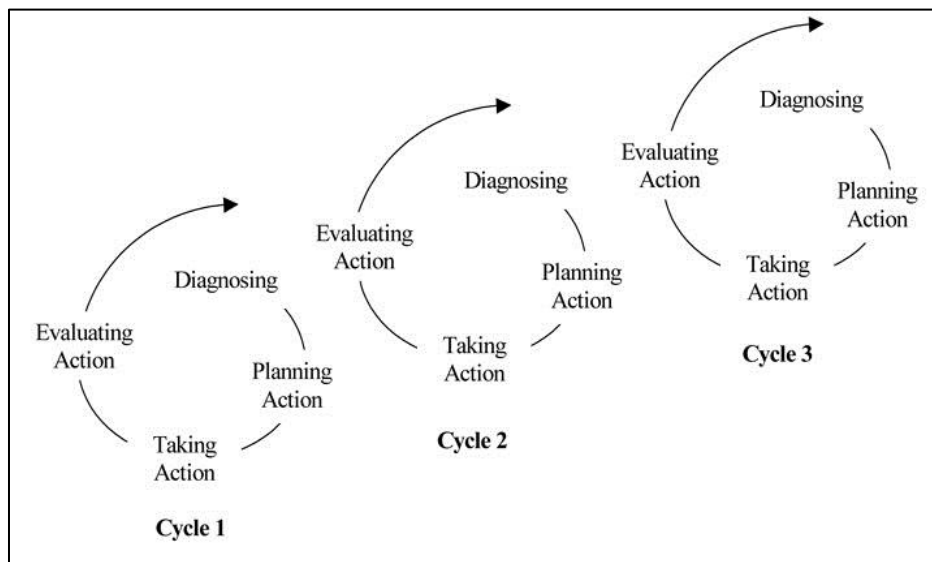 Diagnosing
Planning
Action
Taking
Action
Evaluating
Action
Cycle 1
Diagnosing
Planning
Action
Taking
Action
Evaluating
Action
Cycle 2
Diagnosing
Planning
Action
Taking
Action
Evaluating
Action
Cycle 3